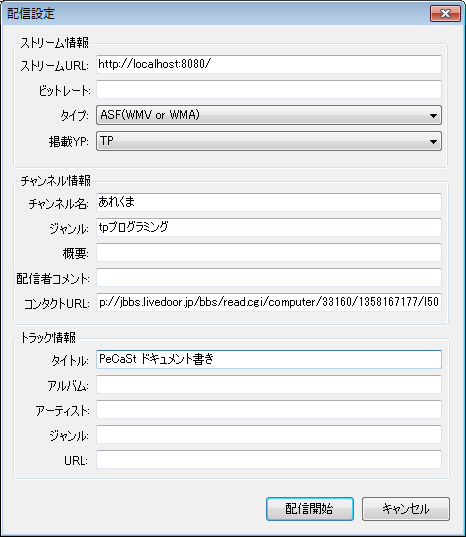 配信設定
ストリーム情報
ストリームURL: http://localhost:8080/
ビットレート:
タイプ: ASF(WMV or WMA)
掲載YP: TP
チャンネル情報
チャンネル名: あれくま
ジャンル: tpプログラミング
概要:
配信者コメント:
コンタクトURL: p://jbbs.livedoor.jp/bbs/read.cgi/computer/33160/1358167177/l50
トラック情報
タイトル: PeCaSt ドキュメント書き
アルバム:
アーティスト:
ジャンル:
URL:
配信開始 キャンセル